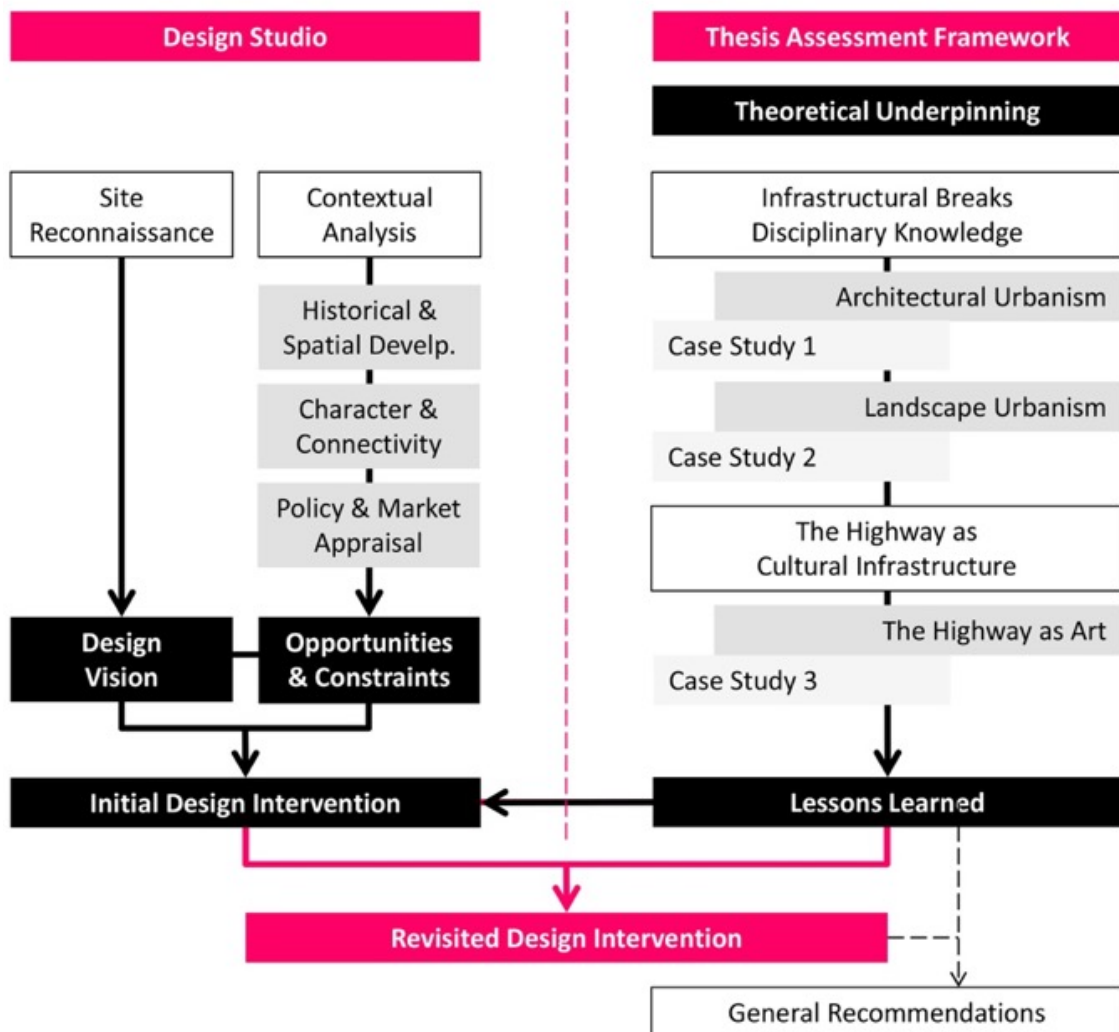 Design Studio
Thesis Assessment Framework
Theoretical Underpinning
Site
Reconnaissance
Contextual
Analysis
Historical &
Spatial Develp.
Character &
Connectivity
Policy & Market
Appraisal
Design
Vision
Opportunities
& Constraints
Initial Design Intervention
Infrastructural Breaks
Disciplinary Knowledge
Architectural Urbanism
Case Study 1
Landscape Urbanism
Case Study 2
The Highway as
Cultural Infrastructure
The Highway as Art
Case Study 3
Lessons Learned
Revisited Design Intervention
General Recommendations